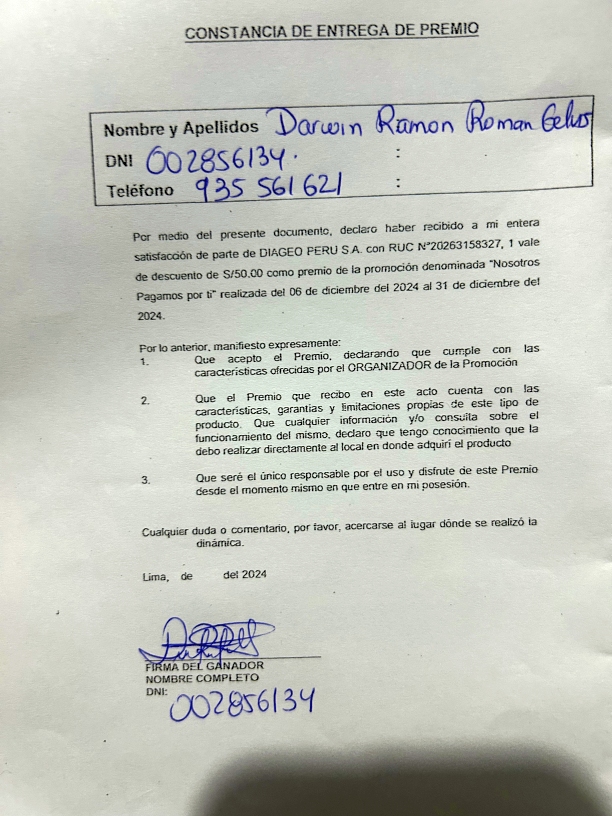 CONSTANCIA DE ENTREGA DE PREMIO
Nombre y Apellidos Darwin Ramon Roman
DNI 002856134. :
Teléfono 935 561 621 :
Por medio del presente documento, declaro haber recibido a mi entera
satisfacción de parte de DIAGEO PERU S.A. con RUC N°20263158327, 1 vale
de descuento de S/50.00 como premio de la promoción denominada "Nosotros
Pagamos por ti" realizada del 06 de diciembre del 2024 al 31 de diciembre del
2024.
Por lo anterior, manifiesto expresamente:
1. Que acepto el Premio, declarando que cumple con las
características ofrecidas por el ORGANIZADOR de la Promoción
2. Que el Premio que recibo en este acto cuenta con las
características, garantías y limitaciones propias de este tipo de
producto. Que cualquier información y/o consulta sobre el
funcionamiento del mismo, declaro que tengo conocimiento que la
debo realizar directamente al local en donde adquirí el producto
3. Que seré el único responsable por el uso y disfrute de este Premio
desde el momento mismo en que entre en mi posesión.
Cualquier duda o comentario, por favor, acercarse al lugar dónde se realizó la
dinámica.
Lima, de del 2024
FIRMA DEL GANADOR
NOMBRE COMPLETO
DNI:
002856134